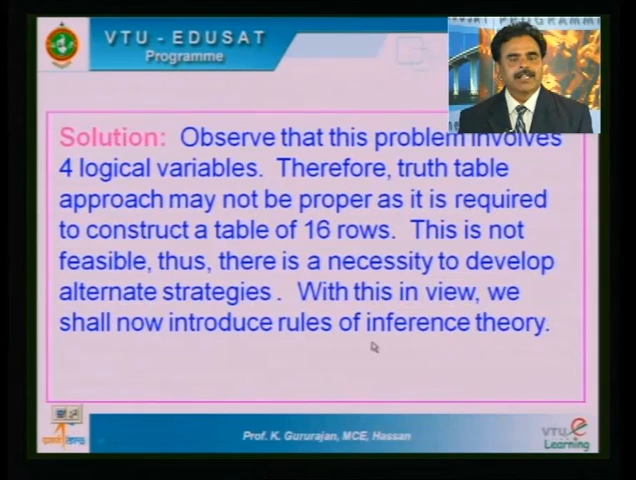 VTU - EDUSAT
Programme
Solution: Observe that this problem involves
4 logical variables. Therefore, truth table
approach may not be proper as it is required
to construct a table of 16 rows. This is not
feasible, thus, there is a necessity to develop
alternate strategies . With this in view, we
shall now introduce rules of inference theory.
Prof. K. Gururajan, MCE, Hassan
VTU e
Learning